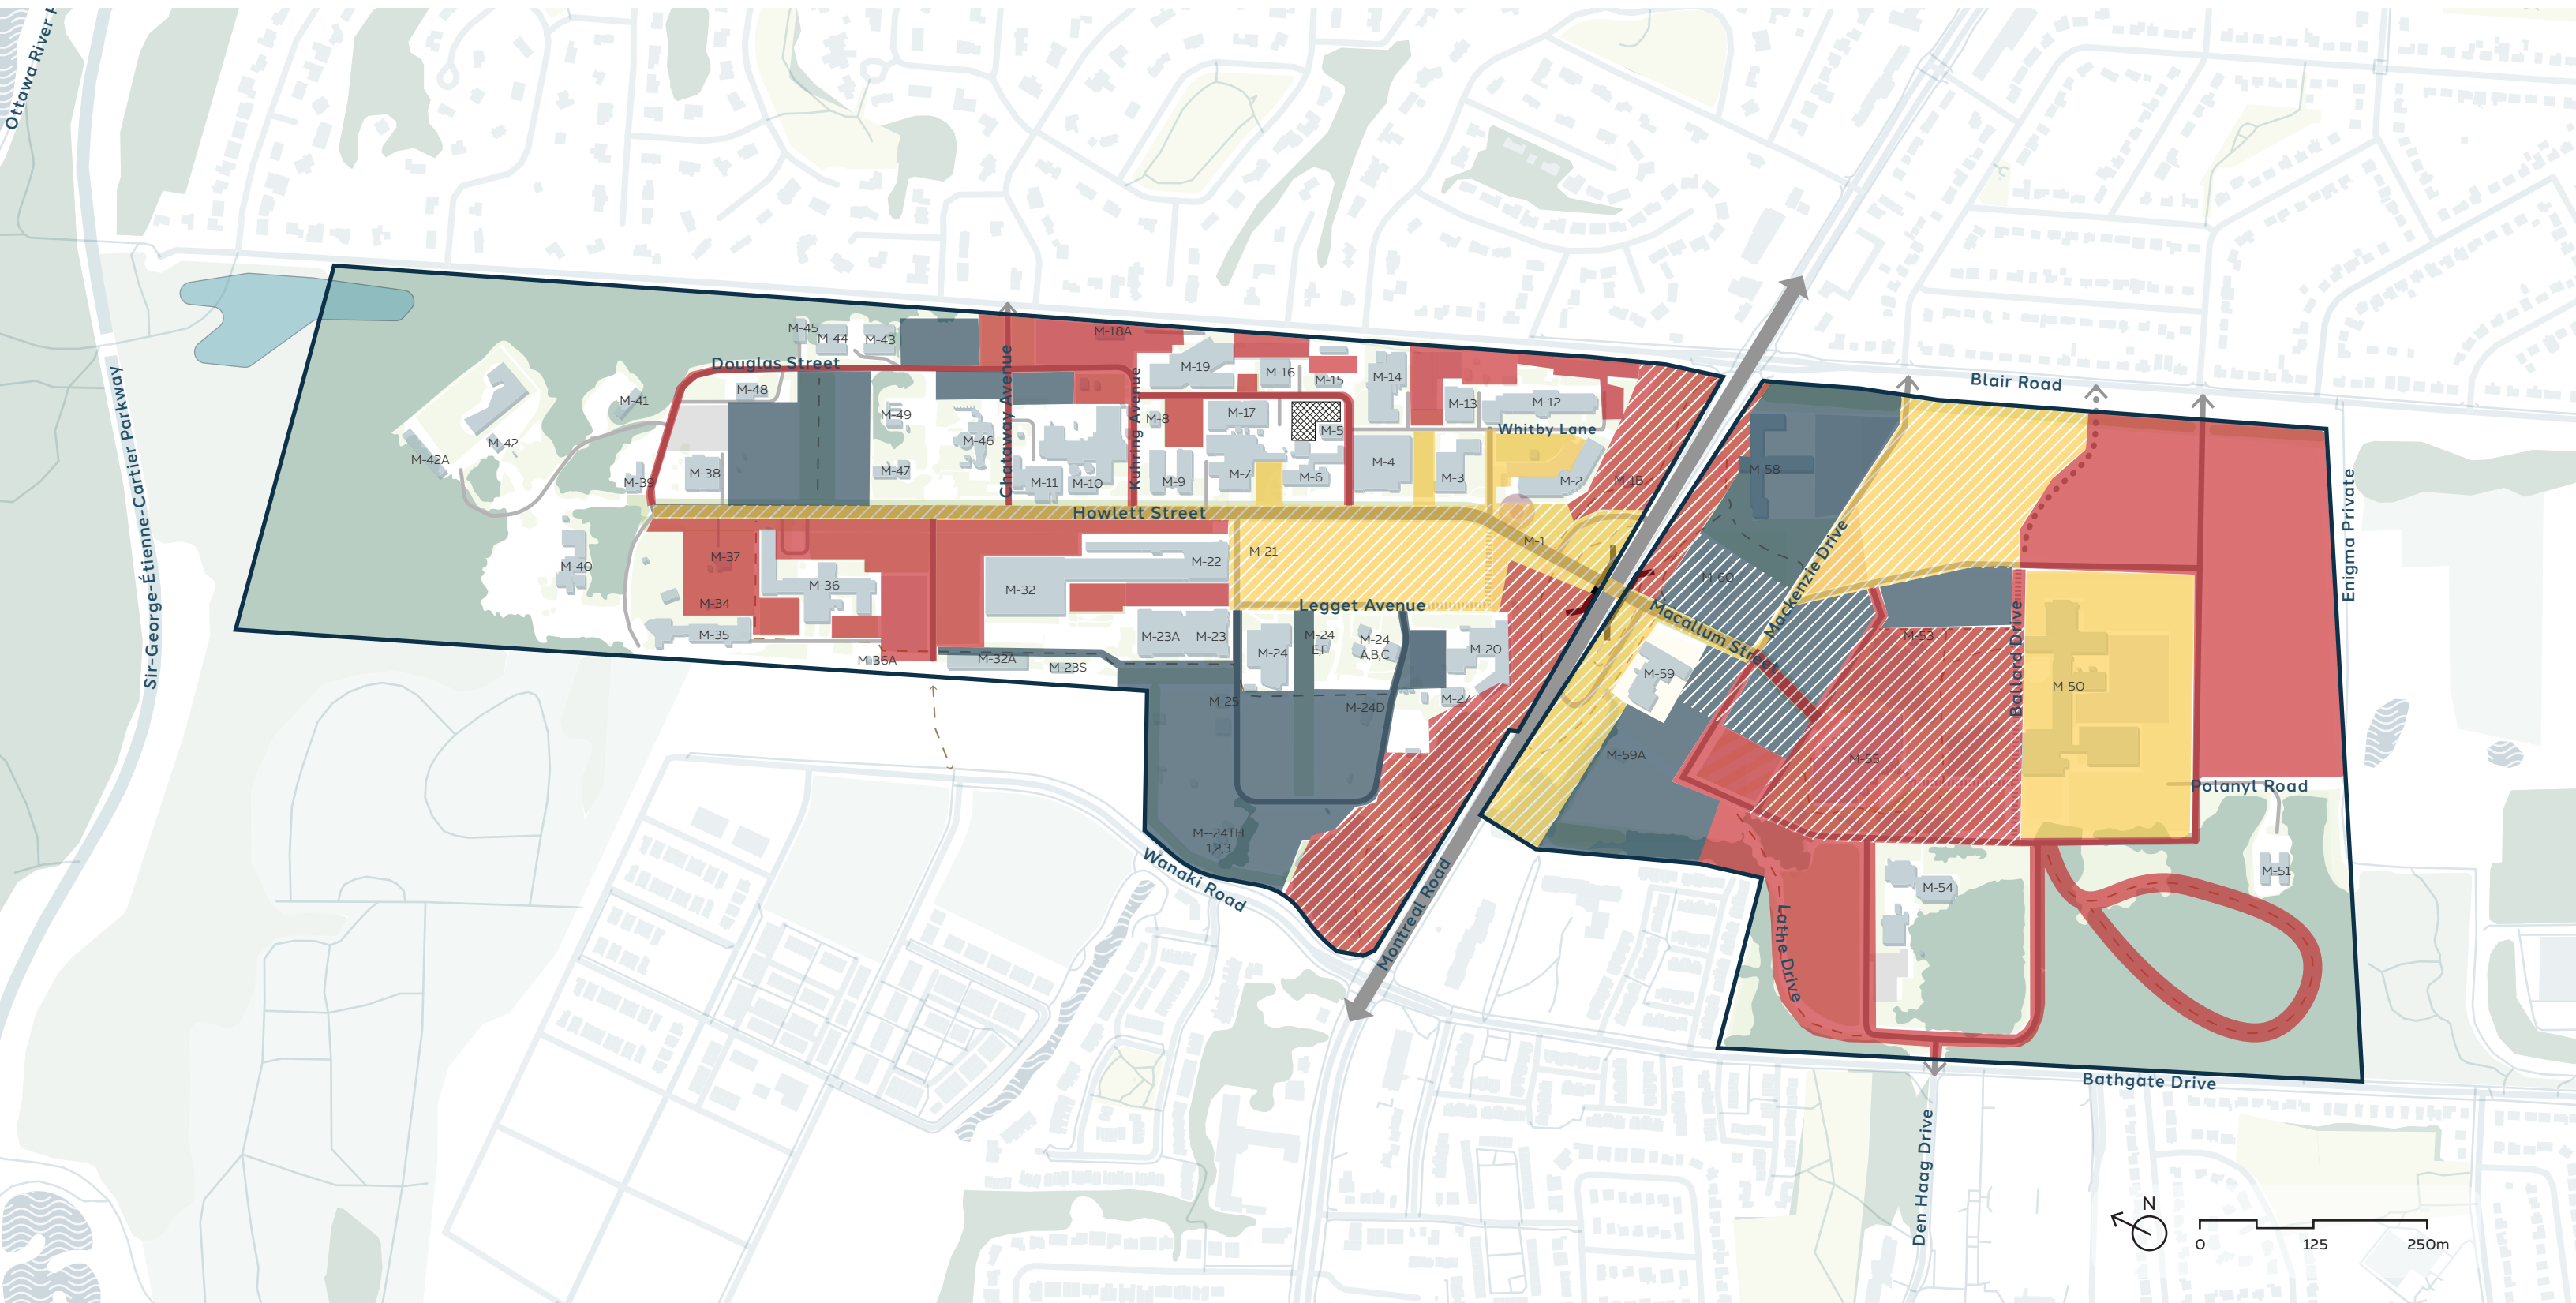 Ottawa River P
Sir-George-Étienne-Cartier Parkway
M-45
M-44
M-43
M-18A
Douglas Street
Chataway Avenue
Kuhring Avenue
M-48
M-41
M-49
M-46
M-47
M-42
M-42A
M-39
M-38
M-11
M-10
M-19
M-16
M-15
M-14
M-13
M-12
M-8
M-17
M-5
Whitby Lane
M-9
M-7
M-6
M-4
M-3
M-2
M-18
Howlett Street
M-1
M-37
M-40
M-36
M-34
M-35
M-36A
M-32
M-22
M-21
Legget Avenue
M-32A
M-23S
M-23A
M-23
M-24
M-24
E,F
M-24
A,B,C
M-20
M-27
M-25
M-24D
M--24TH
1,2,3
Wanaki Road
Montreal Road
Blair Road
M-58
M-60
Mackenzie Drive
Macallum Street
M-59
M-59A
M-53
M-55
Ballard Drive
M-50
Enigma Private
Polanyl Road
M-51
M-54
Lathe Drive
Bathgate Drive
Den Haag Drive
N
0
125
250m